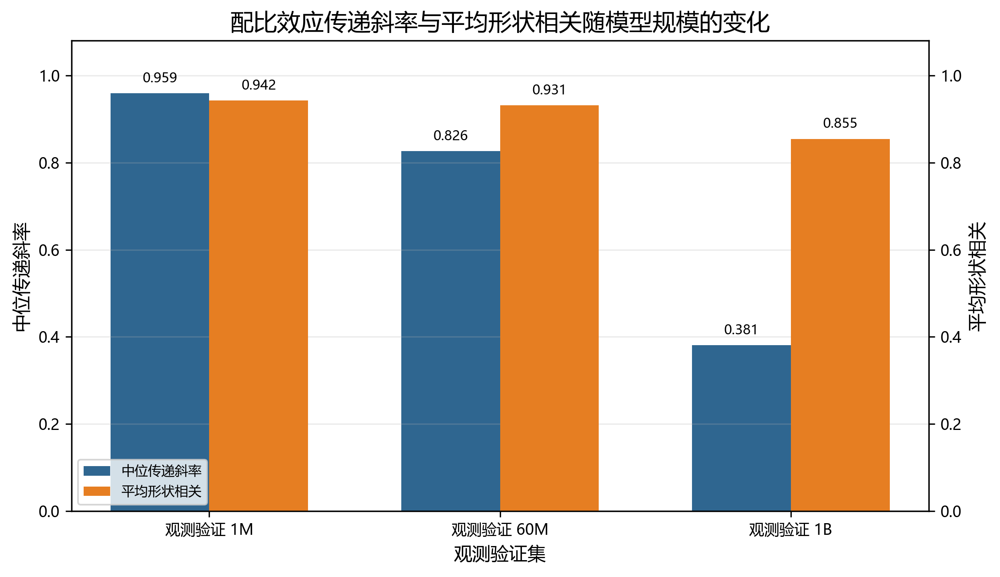 配比效应传递斜率与平均形状相关随模型规模的变化
中位传递斜率
1.0
0.8
0.6
0.4
0.2
0.0
0.959
0.942
0.826
0.931
0.381
0.855
中位传递斜率
平均形状相关
观测验证 1M
观测验证 60M
观测验证 1B
观测验证集
1.0
0.8
0.6
0.4
0.2
0.0
平均形状相关